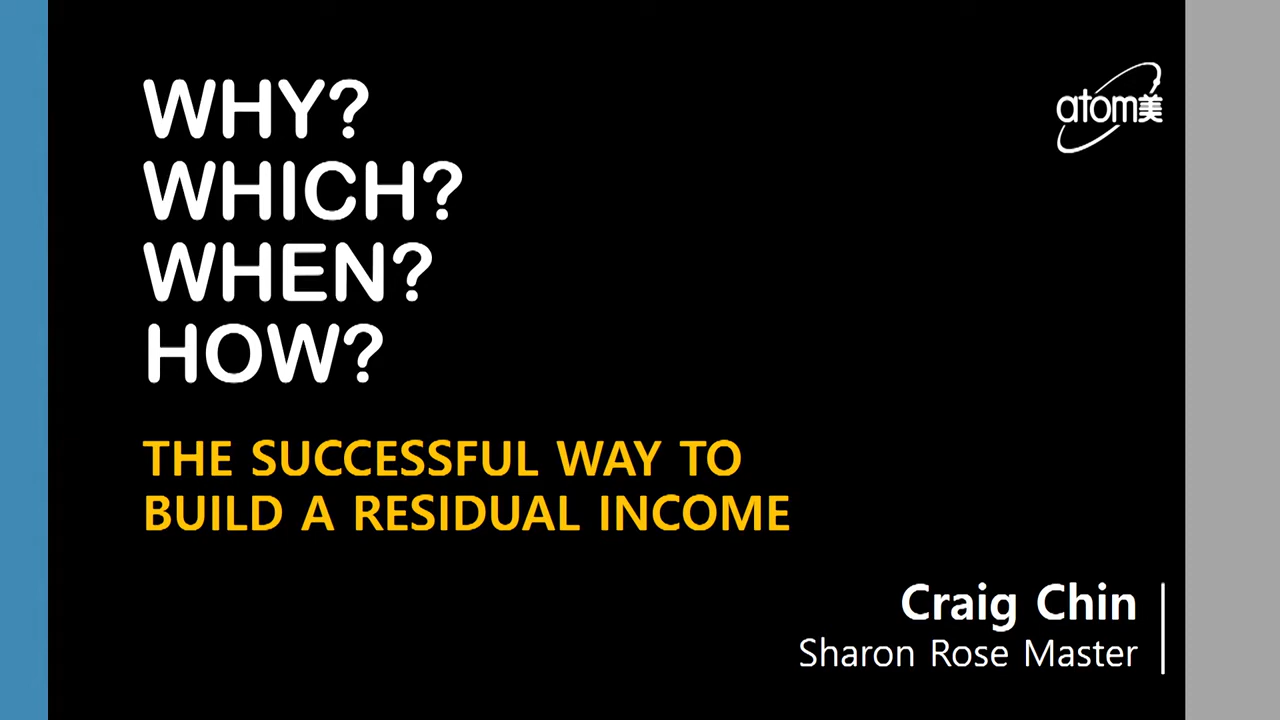 WHY?
WHICH?
WHEN?
HOW?
atom美
THE SUCCESSFUL WAY TO
BUILD A RESIDUAL INCOME
Craig Chin
Sharon Rose Master